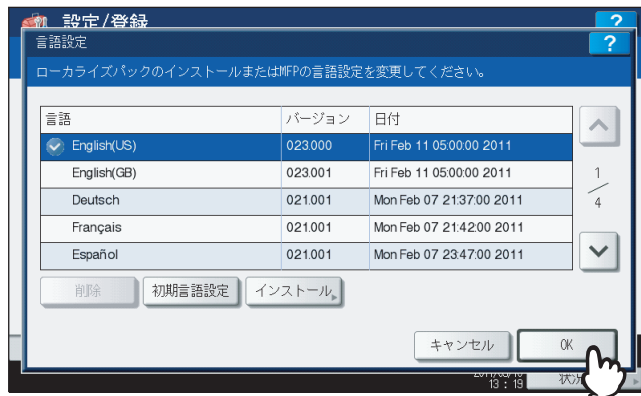 設定/登録
?
言語設定
?
ローカライズパックのインストールまたはMFPの言語設定を変更してください。
言語 バージョン 日付
English(US) 023.000 Fri Feb 11 05:00:00 2011
English(GB) 023.001 Fri Feb 11 05:00:00 2011
Deutsch 021.001 Mon Feb 07 21:37:00 2011
Français 021.001 Mon Feb 07 21:42:00 2011
Español 021.001 Mon Feb 07 23:47:00 2011
1
4
削除 初期言語設定 インストール
キャンセル OK
13 : 19 状況